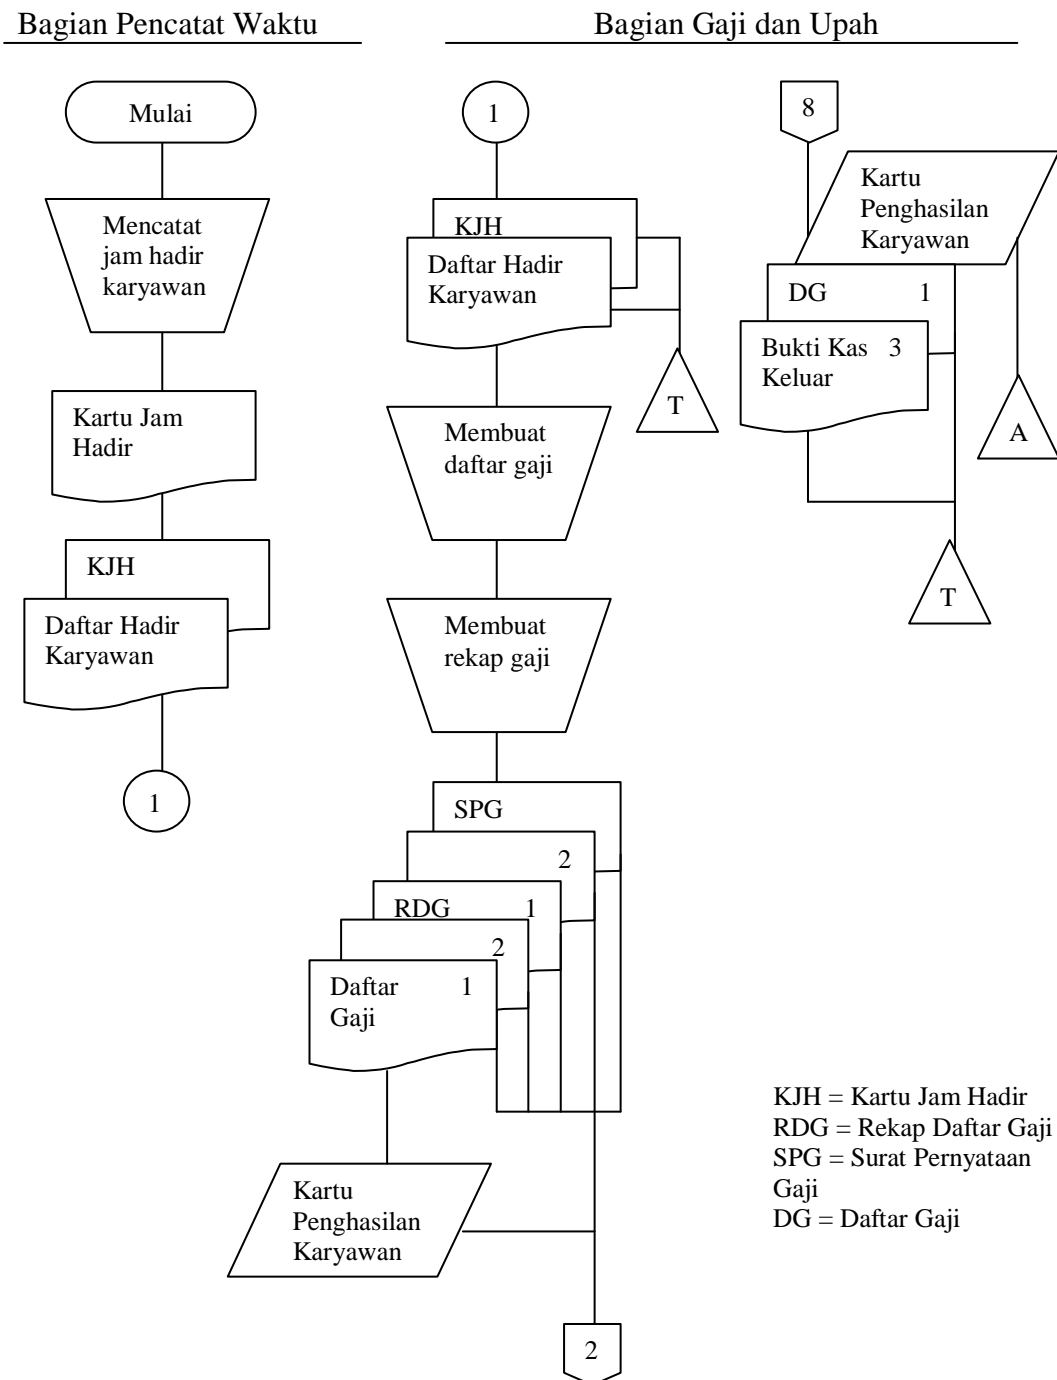 Bagian Pencatat Waktu
Bagian Gaji dan Upah
Mulai
Mencatat
jam hadir
karyawan
Kartu Jam
Hadir
KJH
Daftar Hadir
Karyawan
1
1
KJH
Daftar Hadir
Karyawan
T
Membuat
daftar gaji
Membuat
rekap gaji
SPG
2
RDG 1
2
Daftar 1
Gaji
Kartu
Penghasilan
Karyawan
2
8
Kartu
Penghasilan
Karyawan
DG 1
Bukti Kas 3
Keluar
A
T
KJH = Kartu Jam Hadir
RDG = Rekap Daftar Gaji
SPG = Surat Pernyataan
Gaji
DG = Daftar Gaji